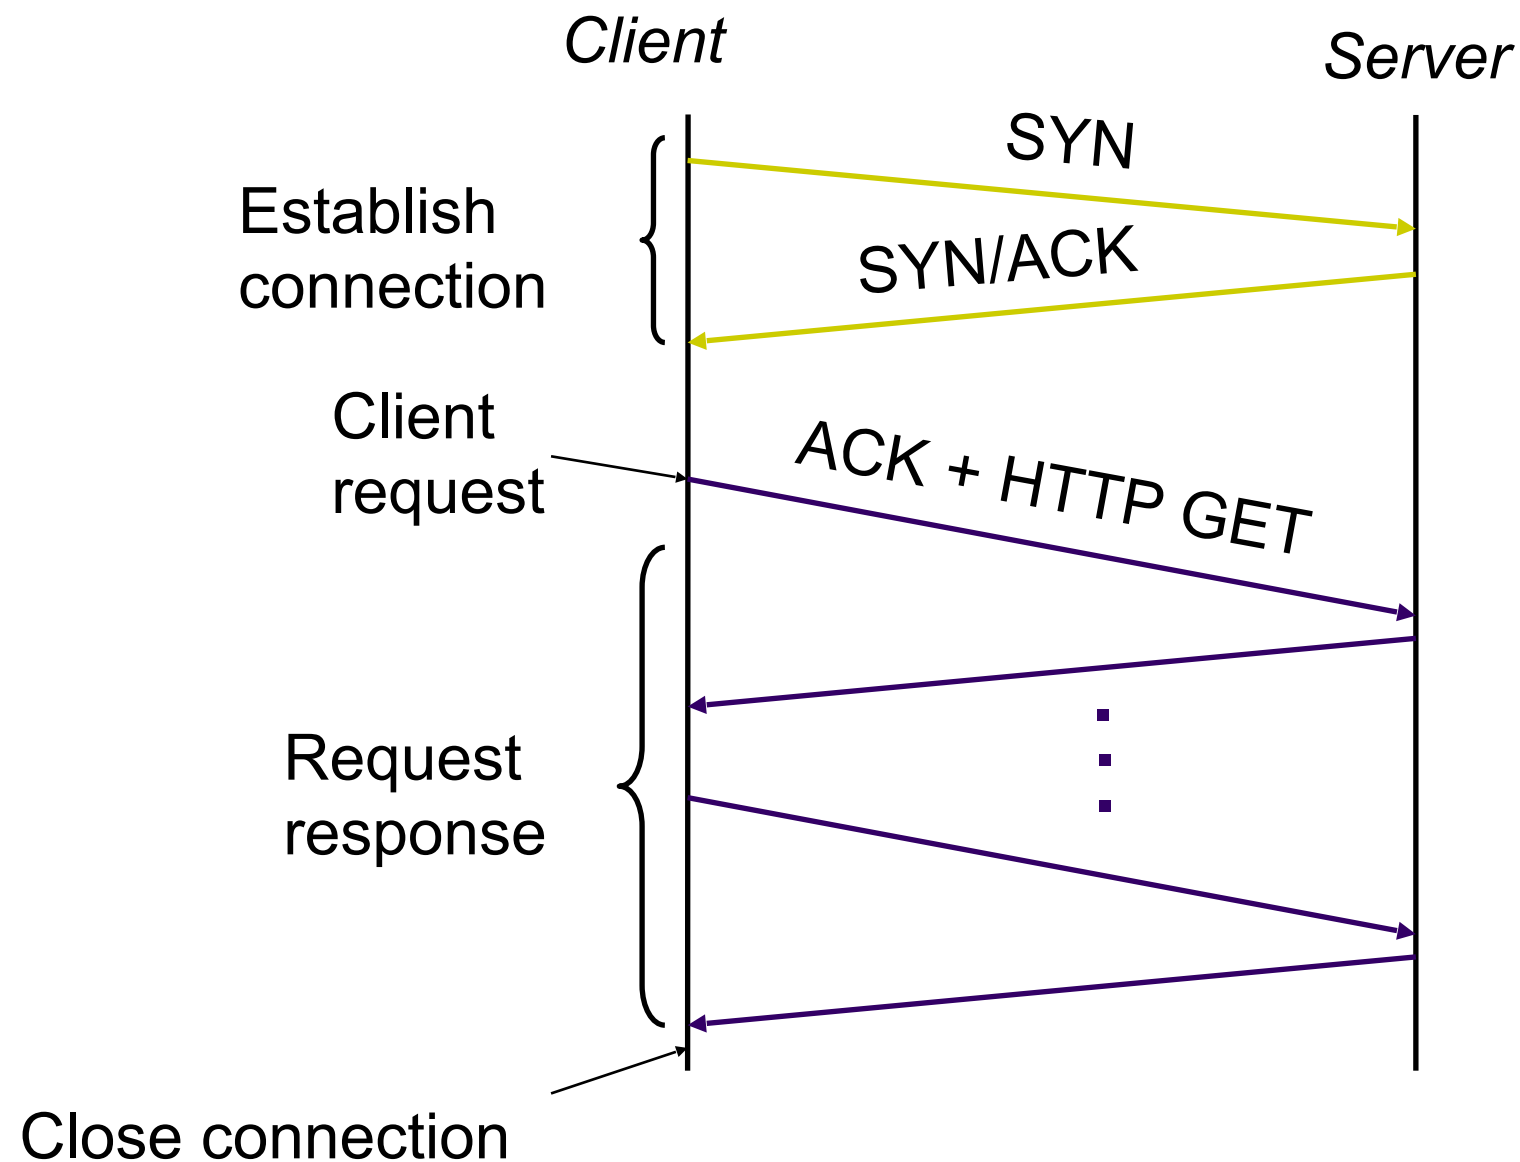 Client
Server
SYN
Establish
connection
SYN/ACK
Client
request
ACK + HTTP GET
Request
response
Close connection